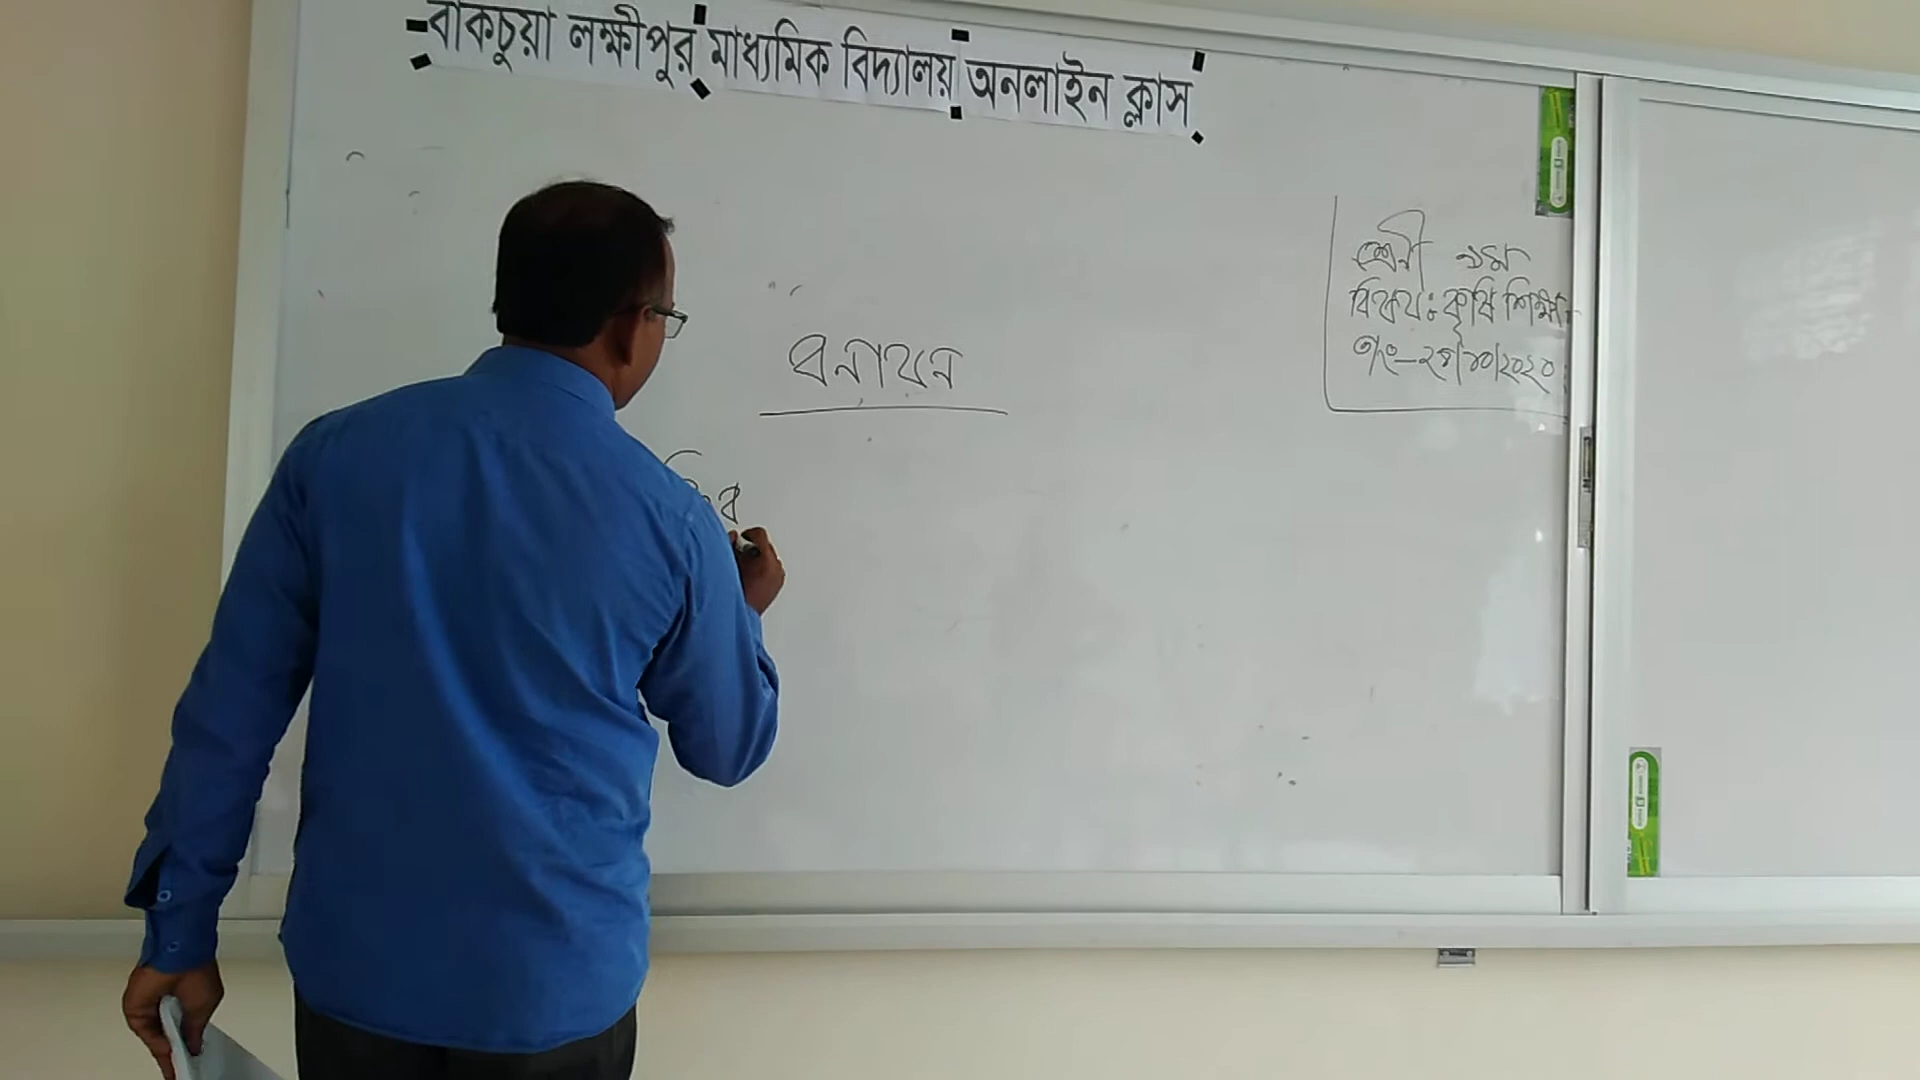 বাকচুয়া লক্ষীপুর মাধ্যমিক বিদ্যালয় অনলাইন ক্লাস
শ্রেনী ৯ম
বিষয়ঃ কৃষি শিক্ষা
বনায়ন